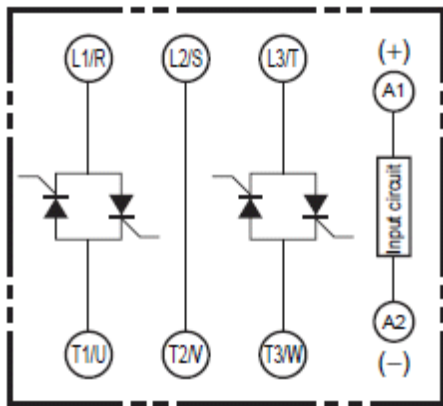 L1/R L2/S L3/T (+)
A1
Input circuit
A2
T1/U T2/V T3/W (−)